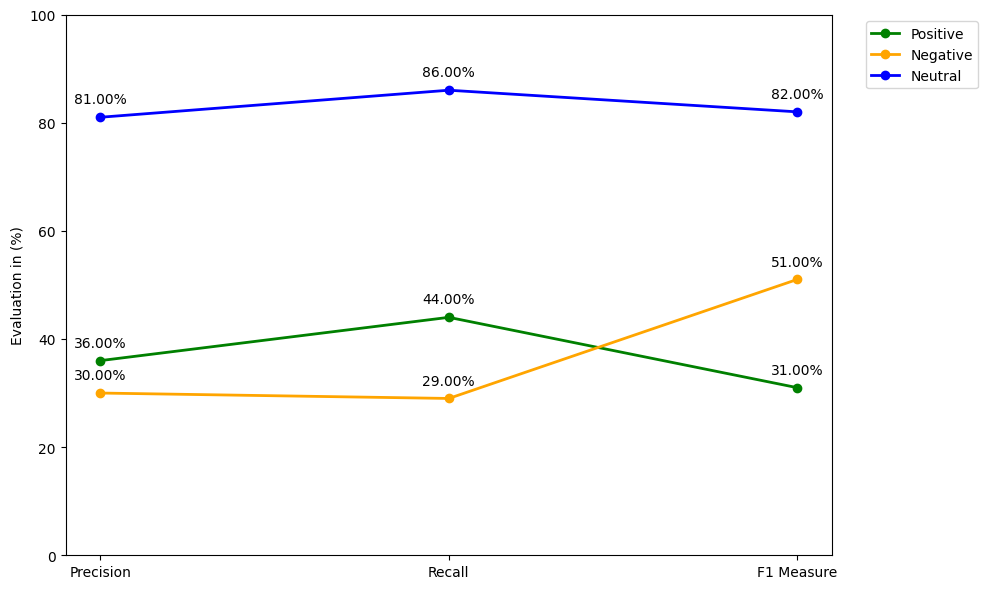 100
Positive
Negative
Neutral
86.00%
81.00%
82.00%
80
Evaluation in (%)
60
51.00%
44.00%
40
36.00%
30.00%
29.00%
31.00%
20
0
Precision
Recall
F1 Measure